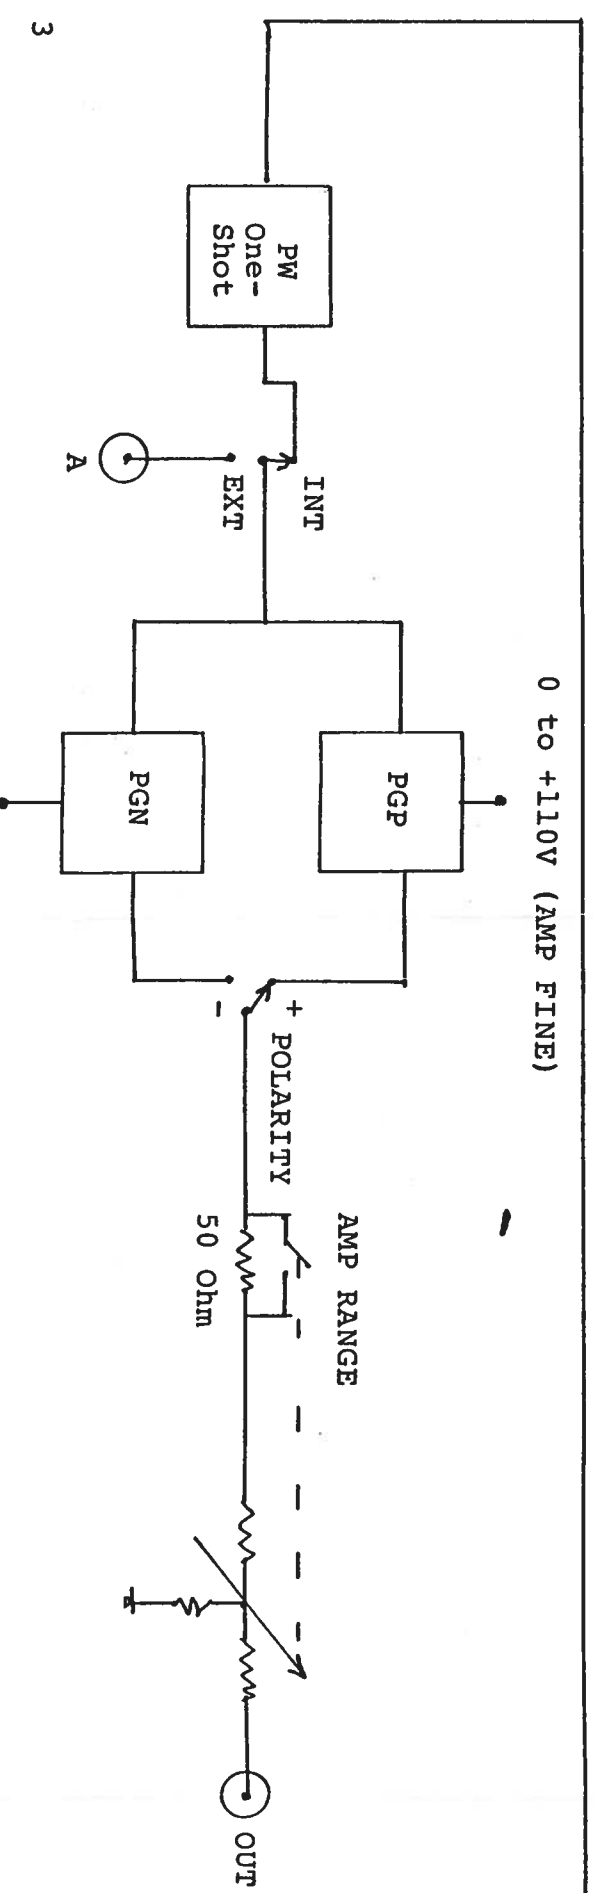 0 to +110V (AMP FINE)
PW
One-
Shot
INT
EXT
A
PGP
PGN
+
-
POLARITY
AMP RANGE
50 Ohm
OUT
3